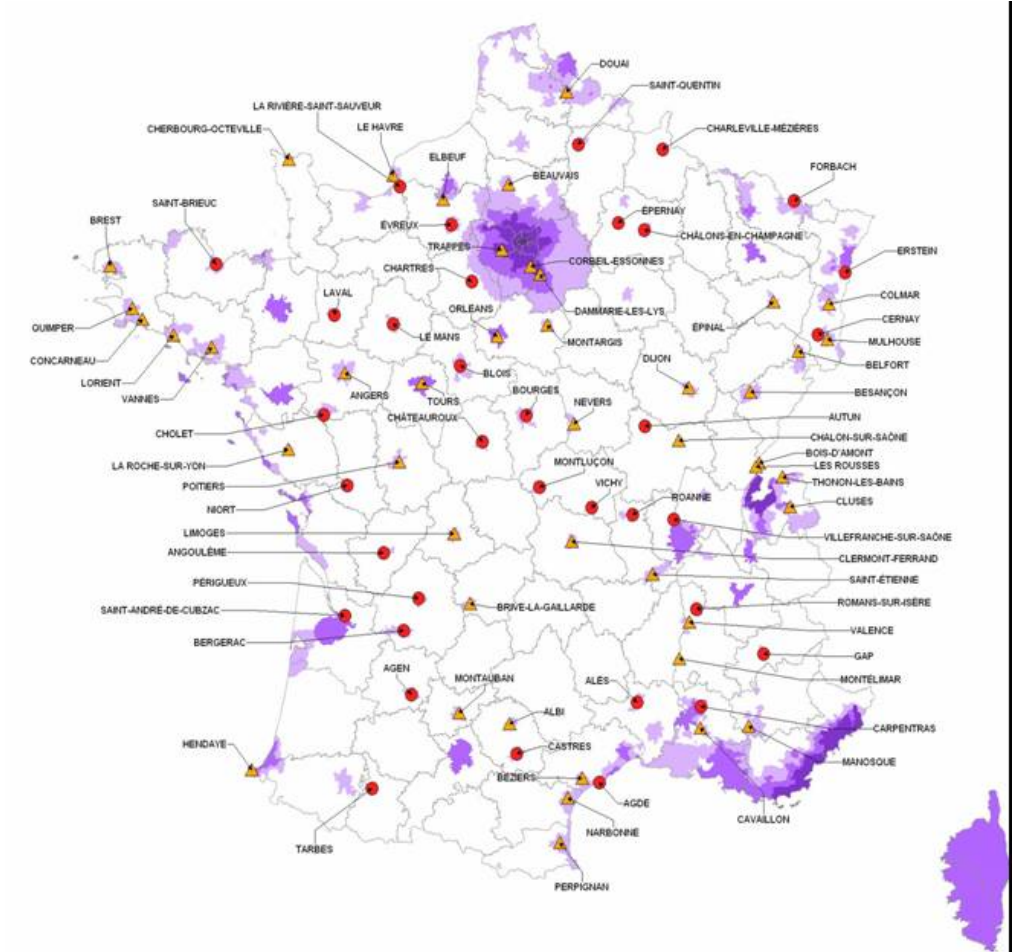 DOUAI
SAINT-QUENTIN
LA RIVIÈRE-SAINT-SAUVEUR
CHERBOURG-OCTEVILLE
LE HAVRE
CHARLEVILLE-MÉZIÈRES
ELBEUF
FORBACH
BEAUVAIS
SAINT-BRIEUC
ÉPERNAY
BREST
ÉVREUX
CHÂLONS-EN-CHAMPAGNE
TRAPPES
ERSTEIN
CORBEIL-ESSONNES
CHARTRES
LAVAL
COLMAR
ORLÉANS
DAMMARIE-LES-LYS
CERNAY
QUIMPER
LE MANS
ÉPINAL
MONTARGIS
MULHOUSE
CONCARNEAU
DIJON
BELFORT
LORIENT
BLOIS
VANNES
ANGERS
BOURGES
BESANÇON
TOURS
NEVERS
CHÂTEAUROUX
AUTUN
CHOLET
CHALON-SUR-SAÔNE
BOIS-D'AMONT
LA ROCHE-SUR-YON
MONTLUÇON
LES ROUSSES
THONON-LES-BAINS
POITIERS
VICHY
ROANNE
CLUSES
NIORT
LIMOGES
VILLEFRANCHE-SUR-SAÔNE
ANGOULÊME
CLERMONT-FERRAND
SAINT-ÉTIENNE
PÉRIGUEUX
ROMANS-SUR-ISÈRE
SAINT-ANDRÉ-DE-CUBZAC
BRIVE-LA-GAILLARDE
VALENCE
BERGERAC
GAP
AGEN
MONTAUBAN
ALÈS
MONTÉLIMAR
ALBI
CARPENTRAS
HENDAYE
CASTRES
MANOSQUE
BÉZIERS
AGDE
CAVAILLON
NARBONNE
TARBES
PERPIGNAN